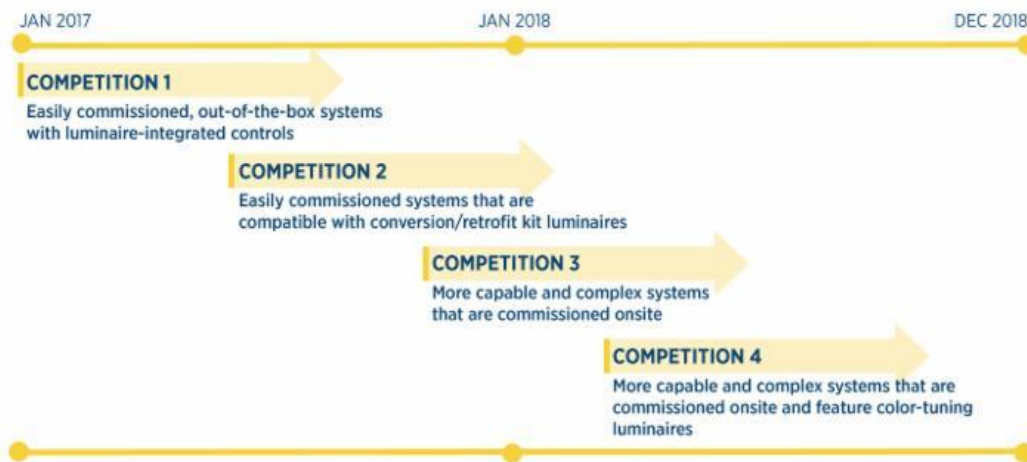 JAN 2017
JAN 2018
DEC 2018
COMPETITION 1
Easily commissioned, out-of-the-box systems
with luminaire-integrated controls
COMPETITION 2
Easily commissioned systems that are
compatible with conversion/retrofit kit luminaires
COMPETITION 3
More capable and complex systems
that are commissioned onsite
COMPETITION 4
More capable and complex systems that are
commissioned onsite and feature color-tuning
luminaires